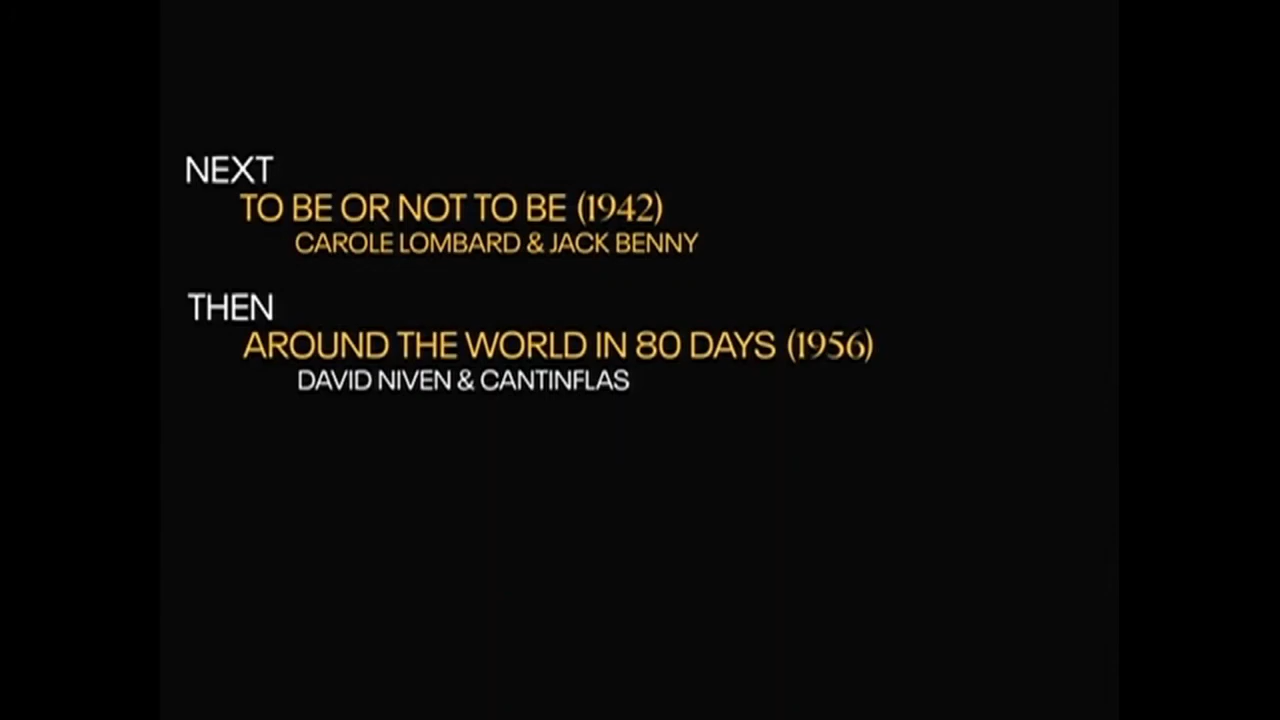 NEXT
TO BE OR NOT TO BE (1942)
CAROLE LOMBARD & JACK BENNY
THEN
AROUND THE WORLD IN 80 DAYS (1956)
DAVID NIVEN & CANTINFLAS